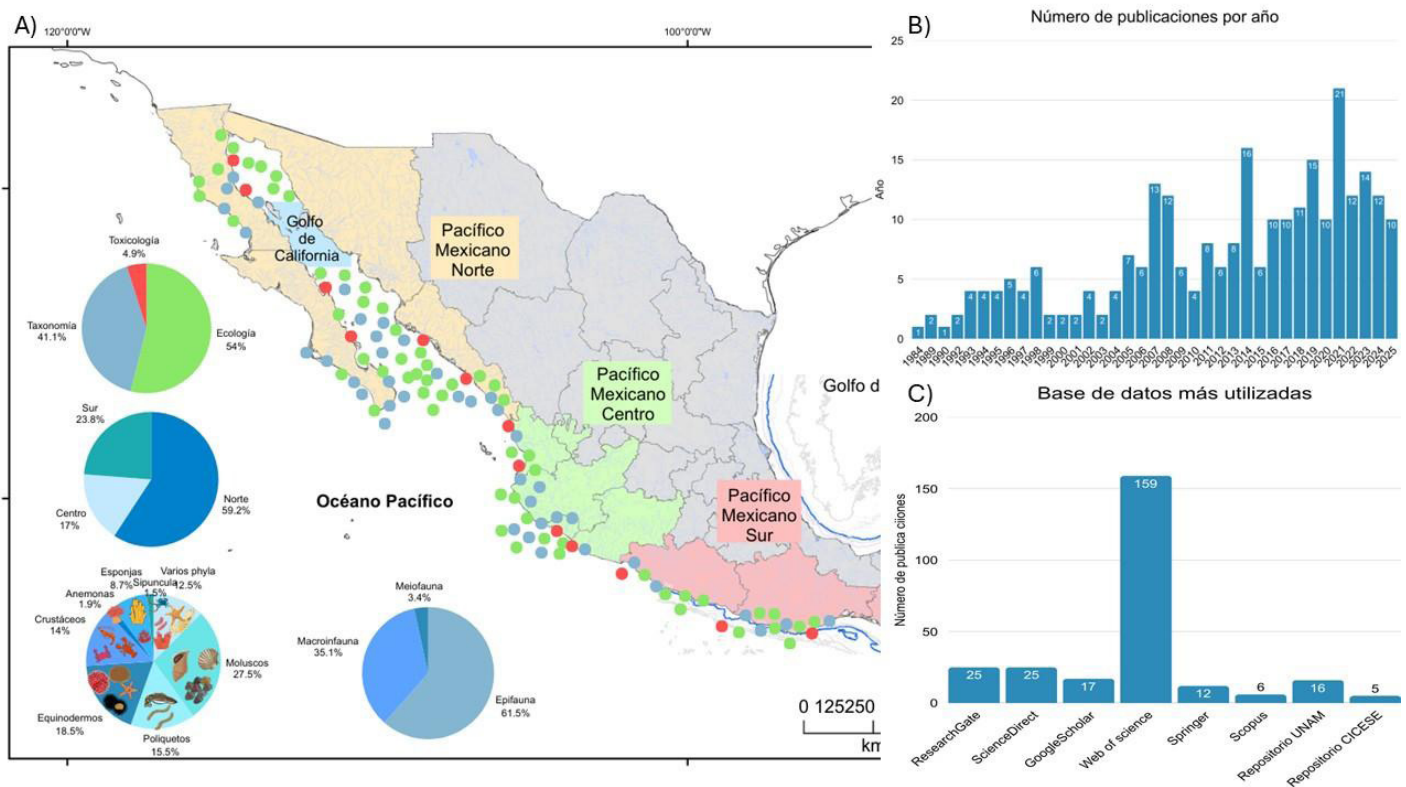 A)
120°0'0"W
100°0'0"W
Golfo
de
California
Pacífico
Mexicano
Norte
Pacífico
Mexicano
Centro
Pacífico
Mexicano
Sur
Golfo d
Océano Pacífico
0 125250
km
Toxicología
4.9%
Taxonomía
41.1%
Ecología
54%
Sur
23.8%
Centro
17%
Norte
59.2%
Esponjas
8.7%
Sipuncula
1.5%
Varios phyla
12.5%
Anemonas
1.9%
Crustáceos
14%
Moluscos
27.5%
Equinodermos
18.5%
Poliquetos
15.5%
Meiofauna
3.4%
Macroinfauna
35.1%
Epifauna
61.5%
B)
Número de publicaciones por año
Año
25
20
15
10
5
0
1 2 1 2 4 4 4 5 4 6 2 2 2 4 2 4 7 6 13 12 6 4 8 6 8 16 6 10 10 11 15 10 21 12 14 12 10
1984 1989 1990 1992 1993 1994 1995 1996 1997 1998 1999 2000 2001 2002 2003 2004 2005 2006 2007 2008 2009 2010 2011 2012 2013 2014 2015 2016 2017 2018 2019 2020 2021 2022 2023 2024 2025
C)
Base de datos más utilizadas
Número de publica ciones
200
150
100
50
0
25 25 17 159 12 6 16 5
ResearchGate
ScienceDirect
GoogleScholar
Web of science
Springer
Scopus
Repositorio UNAM
Repositorio CICESE